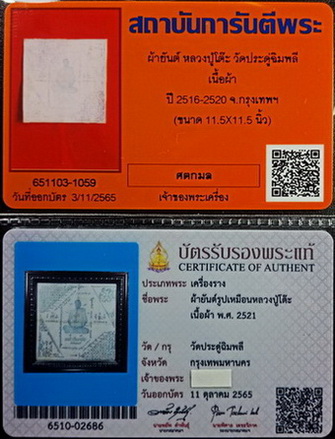 สถาบันการันตีพระ
ผ้ายันต์ หลวงปู่โต๊ะ วัดประดู่ฉิมพลี
เนื้อผ้า
ปี 2516-2520 จ.กรุงเทพฯ
(ขนาด 11.5X11.5 นิ้ว)
ศตกมล
651103-1059
วันที่ออกบัตร 3/11/2565
เจ้าของพระเครื่อง
บัตรรับรองพระแท้
CERTIFICATE OF AUTHENT
ประเภทพระ เครื่องราง
ชื่อพระ ผ้ายันต์รูปเหมือนหลวงปู่โต๊ะ
เนื้อผ้า พ.ศ. 2521
วัด / กรุ วัดประดู่ฉิมพลี
จังหวัด กรุงเทพมหานคร
เจ้าของพระ
วันออกบัตร 11 ตุลาคม 2565
6510-02686